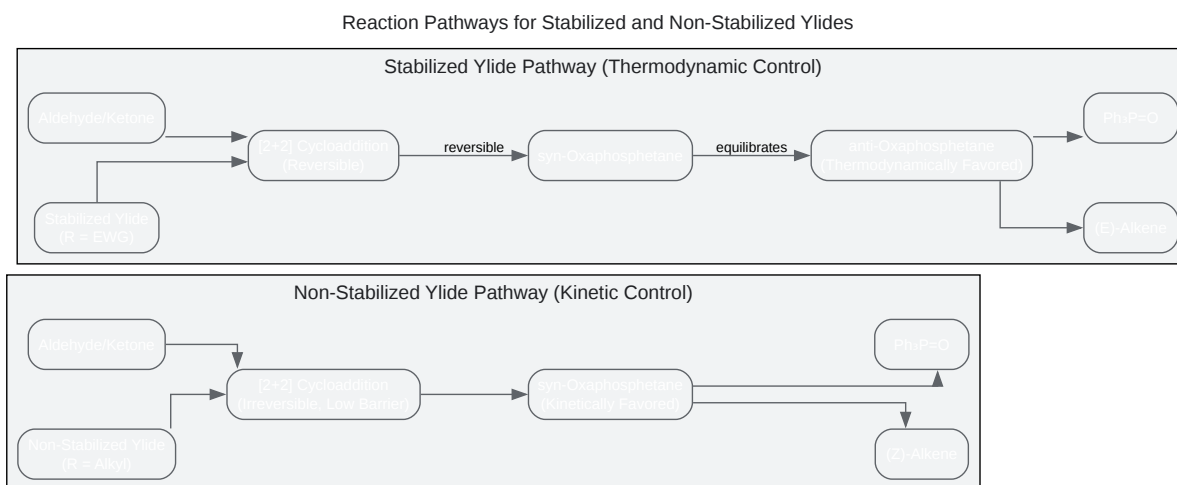 Reaction Pathways for Stabilized and Non-Stabilized Ylides
Stabilized Ylide Pathway (Thermodynamic Control)
Aldehyde/Ketone
Stabilized Ylide
(R = EWG)
[2+2] Cycloaddition
(Reversible)
reversible
syn-Oxaphosphetane
equilibrates
anti-Oxaphosphetane
(Thermodynamically Favored)
Ph₃P=O
(E)-Alkene
Non-Stabilized Ylide Pathway (Kinetic Control)
Aldehyde/Ketone
Non-Stabilized Ylide
(R = Alkyl)
[2+2] Cycloaddition
(Irreversible, Low Barrier)
syn-Oxaphosphetane
(Kinetically Favored)
Ph₃P=O
(Z)-Alkene